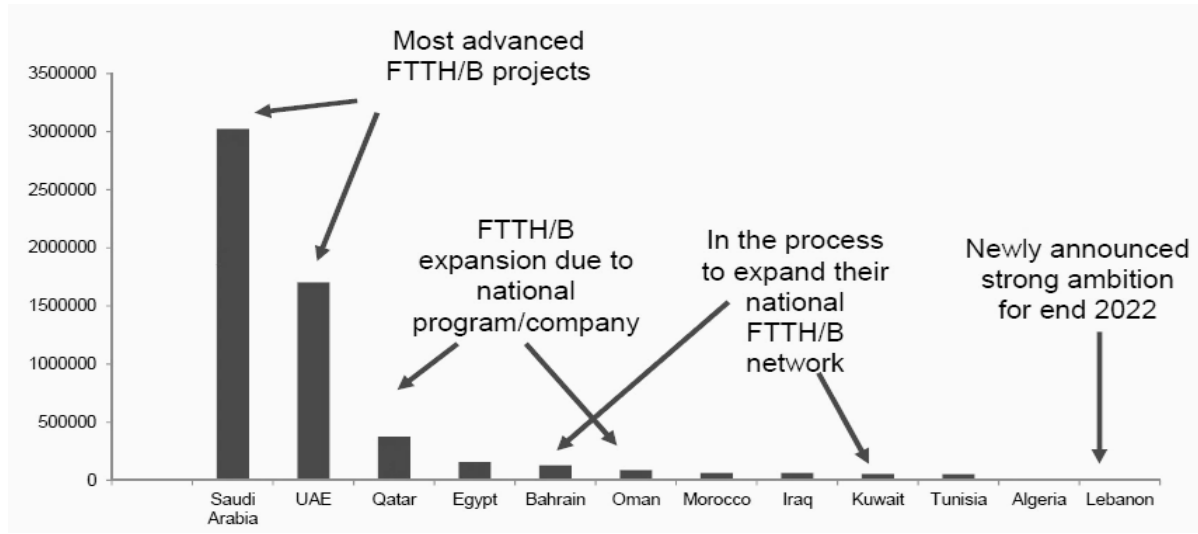 Most advanced
FTTH/B projects
3500000
3000000
2500000
2000000
1500000
1000000
500000
0
FTTH/B
expansion due to
national
program/company
In the process
to expand their
national
FTTH/B
network
Newly announced
strong ambition
for end 2022
Saudi
Arabia
UAE
Qatar
Egypt
Bahrain
Oman
Morocco
Iraq
Kuwait
Tunisia
Algeria
Lebanon